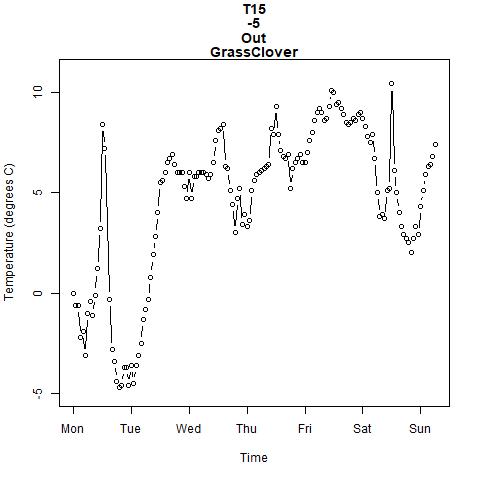 T15
-5
Out
GrassClover
10
5
0
-5
Temperature (degrees C)
Mon Tue Wed Thu Fri Sat Sun
Time